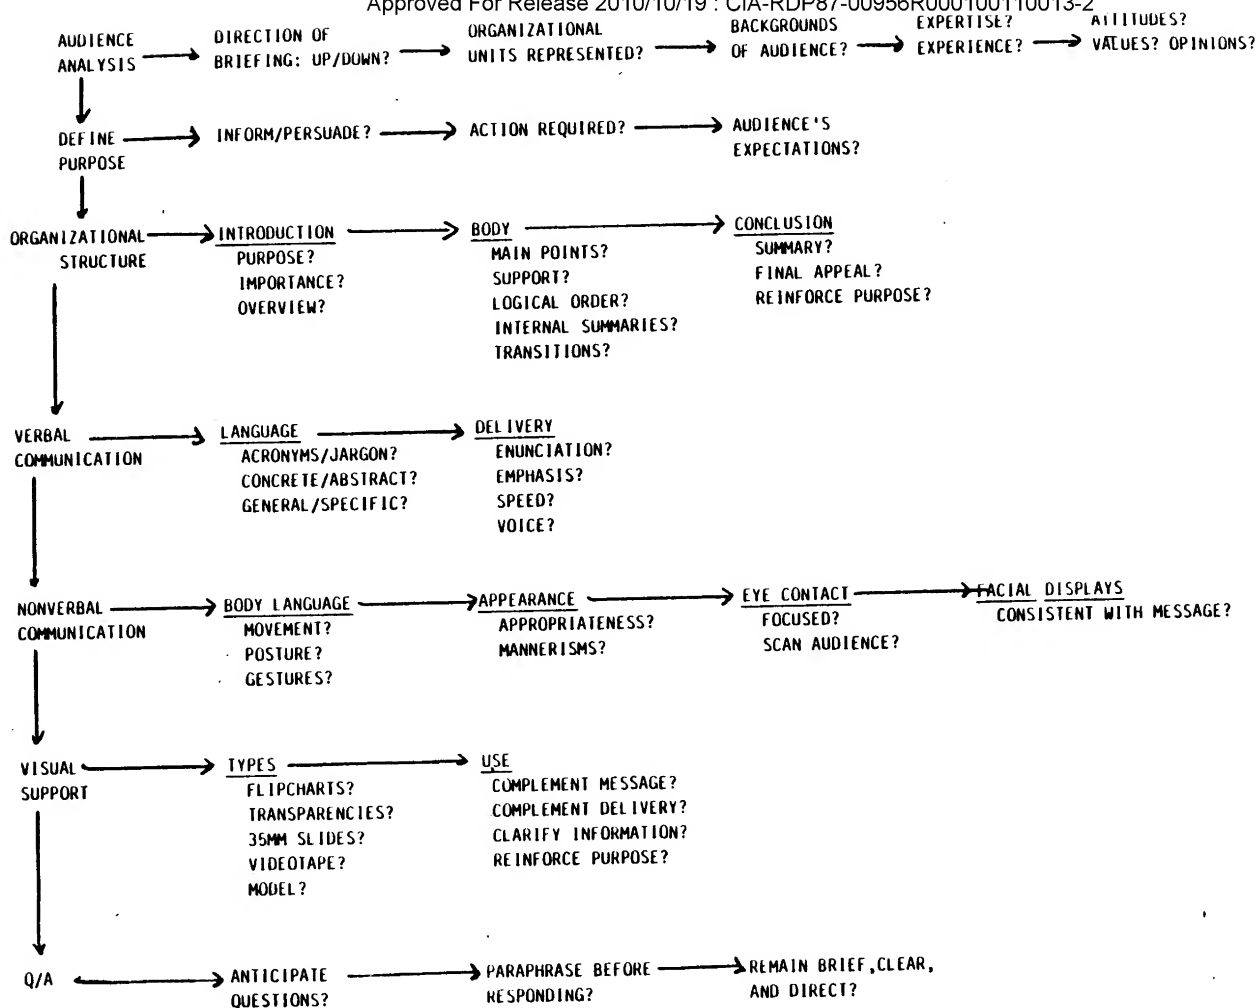 Approved For Release 2010/10/19 : CIA-RDP87-00956R000100110013-2
AUDIENCE
ANALYSIS
DIRECTION OF
BRIEFING: UP/DOWN?
ORGANIZATIONAL
UNITS REPRESENTED?
BACKGROUNDS
OF AUDIENCE?
EXPERTISE?
EXPERIENCE?
ATTITUDES?
VALUES? OPINIONS?
DEFINE
PURPOSE
INFORM/PERSUADE?
ACTION REQUIRED?
AUDIENCE'S
EXPECTATIONS?
ORGANIZATIONAL
STRUCTURE
INTRODUCTION
PURPOSE?
IMPORTANCE?
OVERVIEW?
BODY
MAIN POINTS?
SUPPORT?
LOGICAL ORDER?
INTERNAL SUMMARIES?
TRANSITIONS?
CONCLUSION
SUMMARY?
FINAL APPEAL?
REINFORCE PURPOSE?
VERBAL
COMMUNICATION
LANGUAGE
ACRONYMS/JARGON?
CONCRETE/ABSTRACT?
GENERAL/SPECIFIC?
DELIVERY
ENUNCIATION?
EMPHASIS?
SPEED?
VOICE?
NONVERBAL
COMMUNICATION
BODY LANGUAGE
MOVEMENT?
POSTURE?
GESTURES?
APPEARANCE
APPROPRIATENESS?
MANNERISMS?
EYE CONTACT
FOCUSED?
SCAN AUDIENCE?
FACIAL DISPLAYS
CONSISTENT WITH MESSAGE?
VISUAL
SUPPORT
TYPES
FLIPCHARTS?
TRANSPARENCIES?
35MM SLIDES?
VIDEOTAPE?
MODEL?
USE
COMPLEMENT MESSAGE?
COMPLEMENT DELIVERY?
CLARIFY INFORMATION?
REINFORCE PURPOSE?
Q/A
ANTICIPATE
QUESTIONS?
PARAPHRASE BEFORE
RESPONDING?
REMAIN BRIEF,CLEAR,
AND DIRECT?